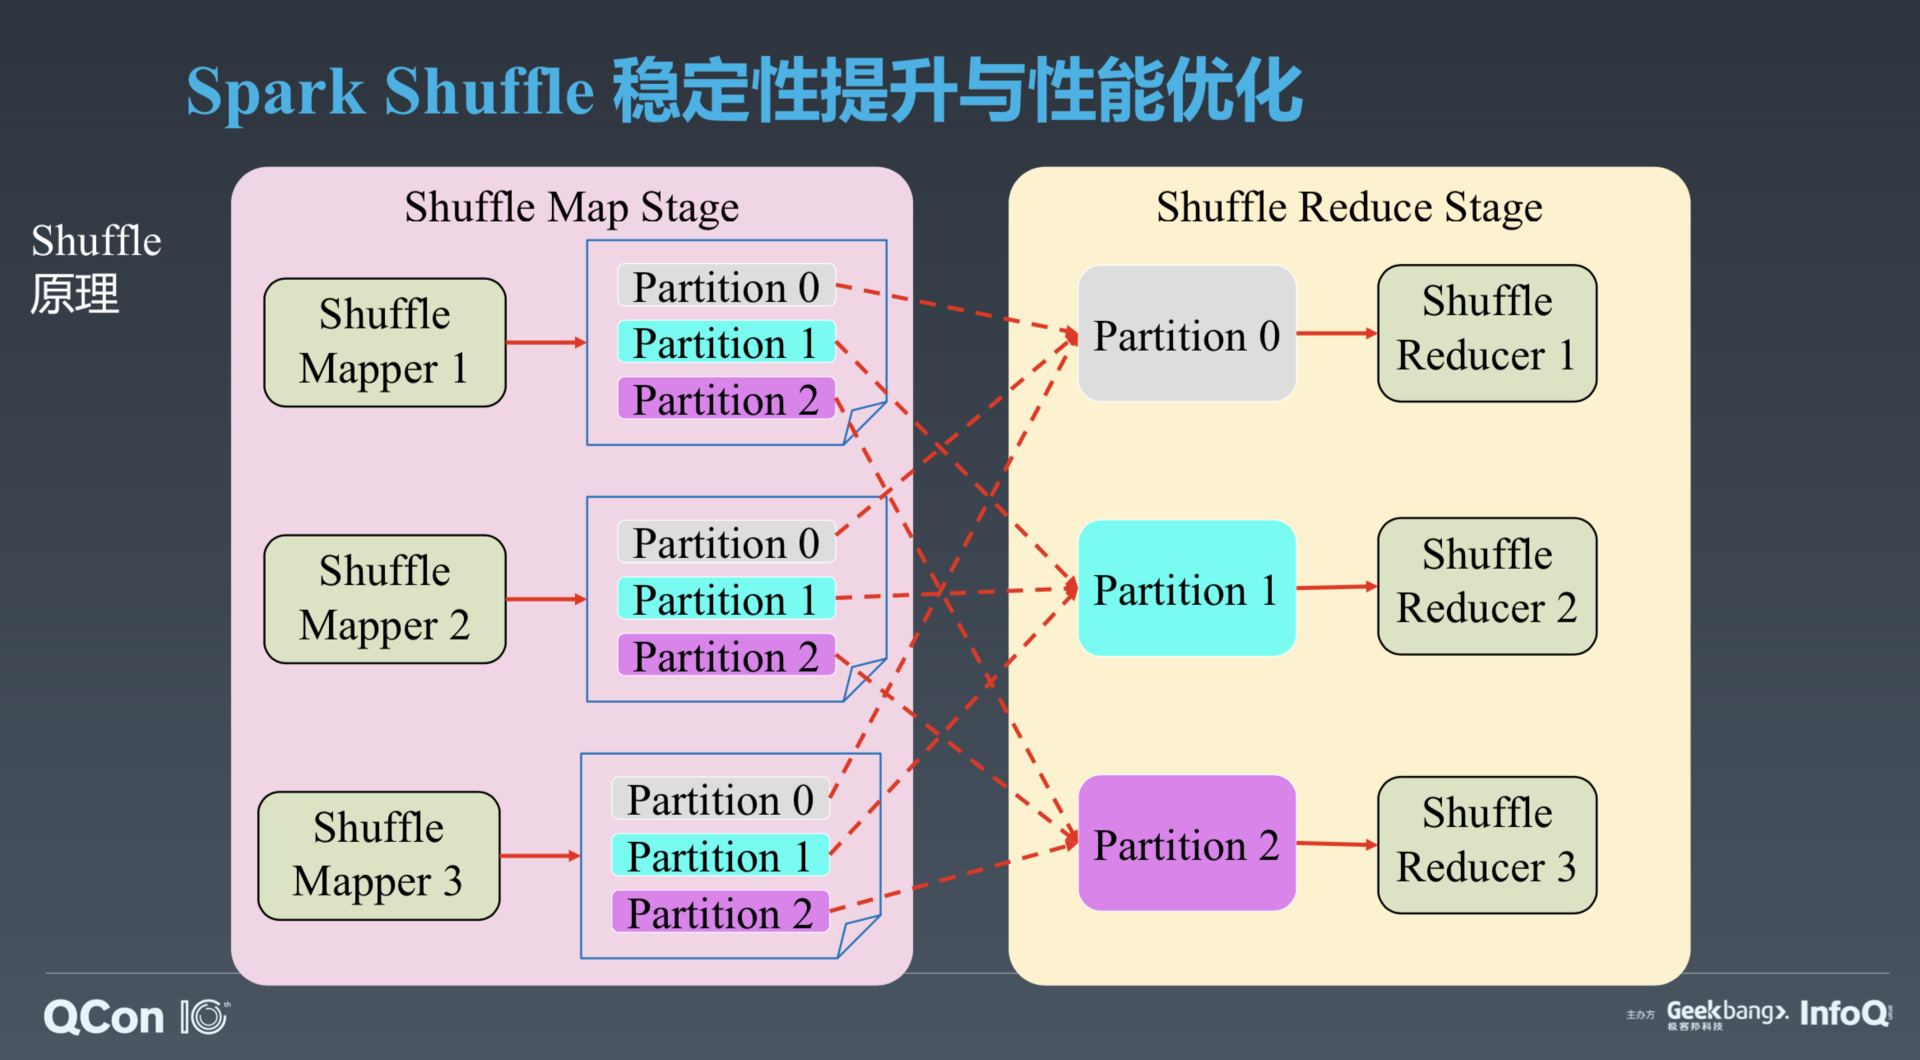 Spark Shuffle 稳定性提升与性能优化
Shuffle
原理
Shuffle Map Stage
Shuffle
Mapper 1
Partition 0
Partition 1
Partition 2
Shuffle
Mapper 2
Partition 0
Partition 1
Partition 2
Shuffle
Mapper 3
Partition 0
Partition 1
Partition 2
Shuffle Reduce Stage
Partition 0
Shuffle
Reducer 1
Partition 1
Shuffle
Reducer 2
Partition 2
Shuffle
Reducer 3
QCon 10th
主办方
Geekbang>.
极客邦科技
InfoQ